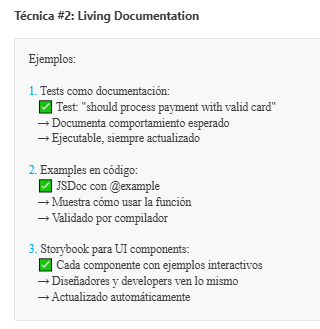 Técnica #2: Living Documentation
Ejemplos:
1. Tests como documentación:
✅ Test: "should process payment with valid card"
→ Documenta comportamiento esperado
→ Ejecutable, siempre actualizado
2. Examples en código:
✅ JSDoc con @example
→ Muestra cómo usar la función
→ Validado por compilador
3. Storybook para UI components:
✅ Cada componente con ejemplos interactivos
→ Diseñadores y developers ven lo mismo
→ Actualizado automáticamente